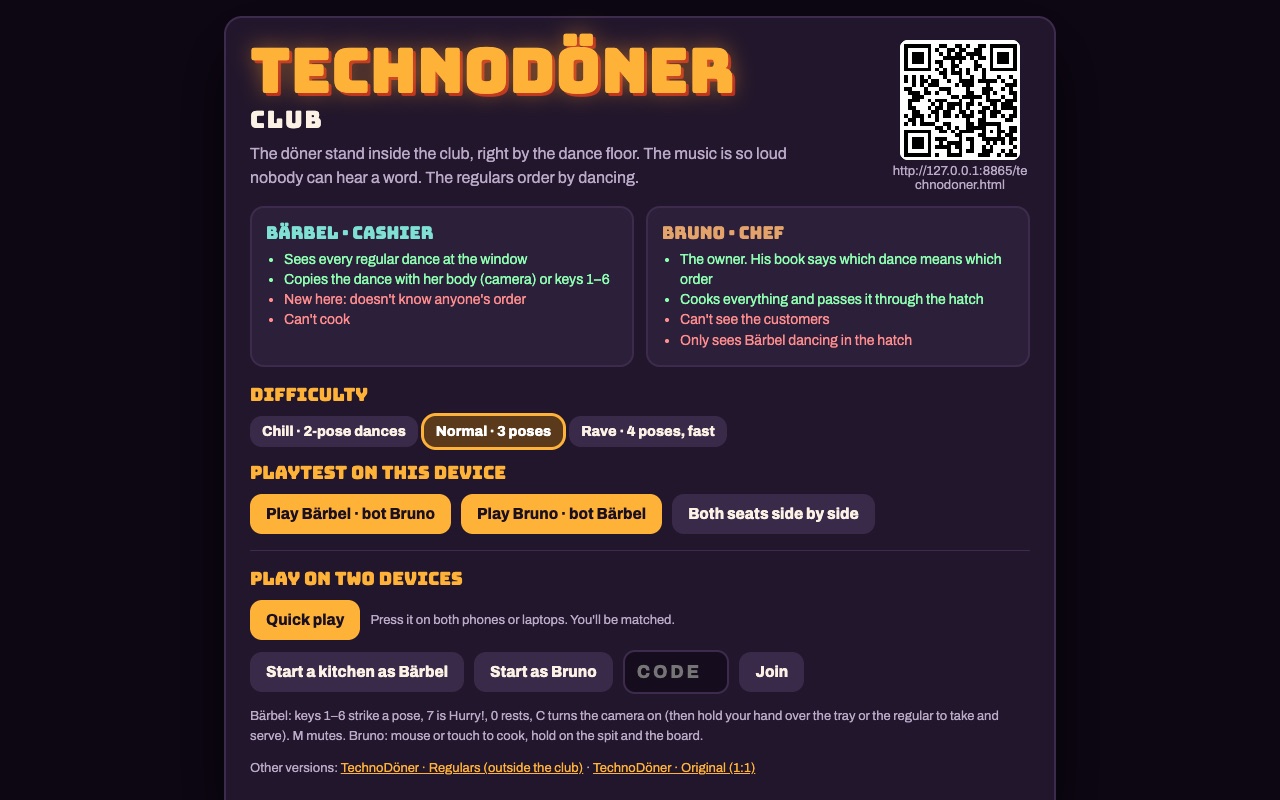 TECHNODÖNER
CLUB
The döner stand inside the club, right by the dance floor. The music is so loud
nobody can hear a word. The regulars order by dancing.
http://127.0.0.1:8865/te
chnodoner.html
BÄRBEL · CASHIER
• Sees every regular dance at the window
• Copies the dance with her body (camera) or keys 1–6
• New here: doesn't know anyone's order
• Can't cook
BRUNO · CHEF
• The owner. His book says which dance means which
order
• Cooks everything and passes it through the hatch
• Can't see the customers
• Only sees Bärbel dancing in the hatch
DIFFICULTY
Chill · 2-pose dances
Normal · 3 poses
Rave · 4 poses, fast
PLAYTEST ON THIS DEVICE
Play Bärbel · bot Bruno
Play Bruno · bot Bärbel
Both seats side by side
PLAY ON TWO DEVICES
Quick play
Press it on both phones or laptops. You'll be matched.
Start a kitchen as Bärbel
Start as Bruno
CODE
Join
Bärbel: keys 1–6 strike a pose, 7 is Hurry!, 0 rests, C turns the camera on (then hold your hand over the tray or the regular to take and
serve). M mutes. Bruno: mouse or touch to cook, hold on the spit and the board.
Other versions: TechnoDöner · Regulars (outside the club) · TechnoDöner · Original (1:1)